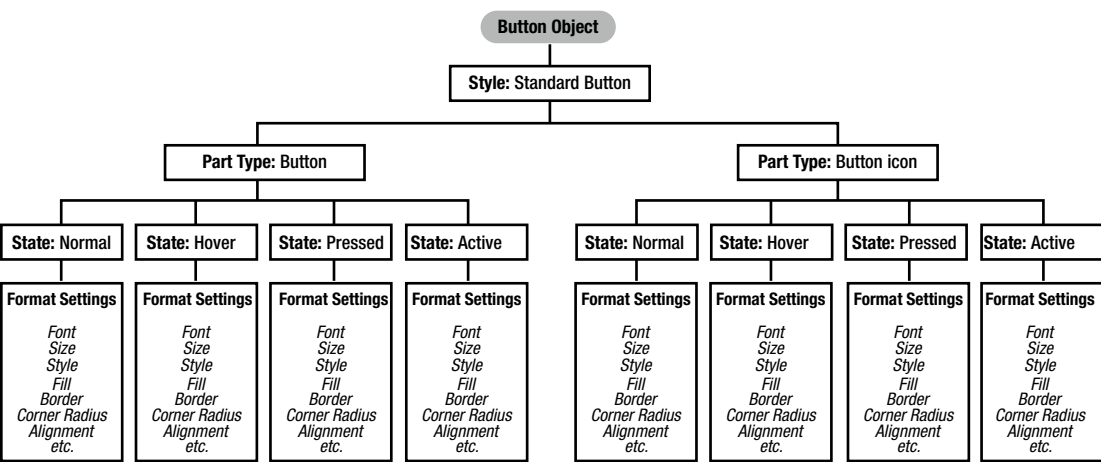 Button Object
Style: Standard Button
Part Type: Button
Part Type: Button icon
State: Normal
State: Hover
State: Pressed
State: Active
State: Normal
State: Hover
State: Pressed
State: Active
Format Settings
Font
Size
Style
Fill
Border
Corner Radius
Alignment
etc.
Format Settings
Font
Size
Style
Fill
Border
Corner Radius
Alignment
etc.
Format Settings
Font
Size
Style
Fill
Border
Corner Radius
Alignment
etc.
Format Settings
Font
Size
Style
Fill
Border
Corner Radius
Alignment
etc.
Format Settings
Font
Size
Style
Fill
Border
Corner Radius
Alignment
etc.
Format Settings
Font
Size
Style
Fill
Border
Corner Radius
Alignment
etc.
Format Settings
Font
Size
Style
Fill
Border
Corner Radius
Alignment
etc.
Format Settings
Font
Size
Style
Fill
Border
Corner Radius
Alignment
etc.